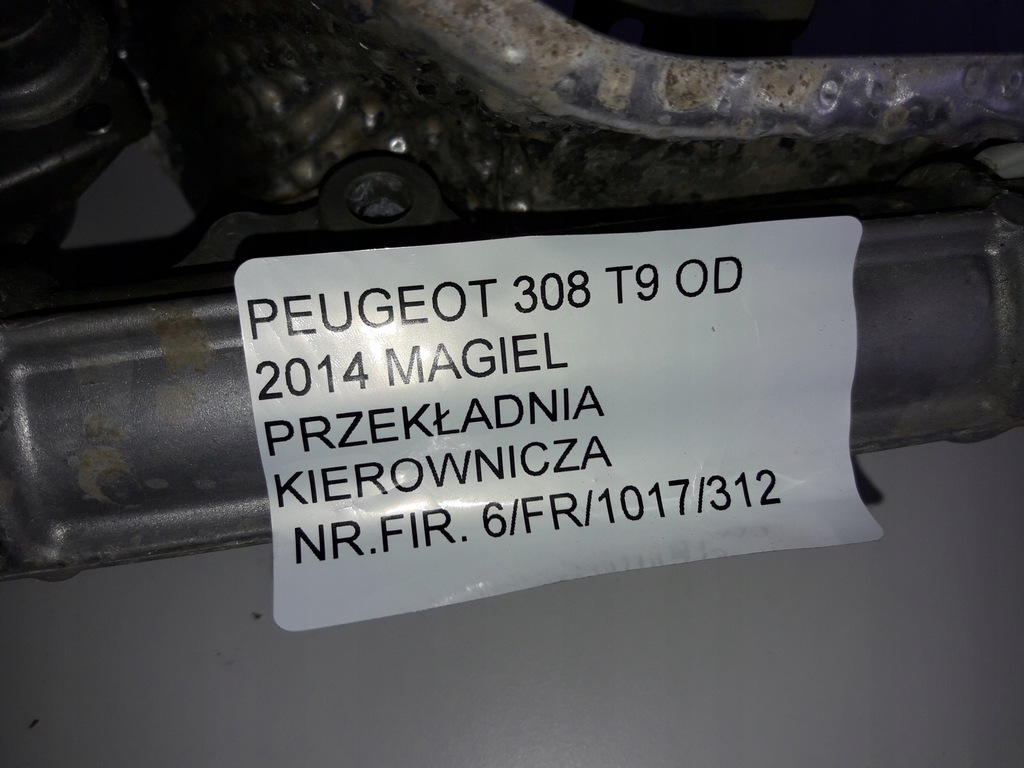 PEUGEOT 308 T9 OD
2014 MAGIEL
PRZEKŁADNIA
KIEROWNICZA
NR.FIR. 6/FR/1017/312